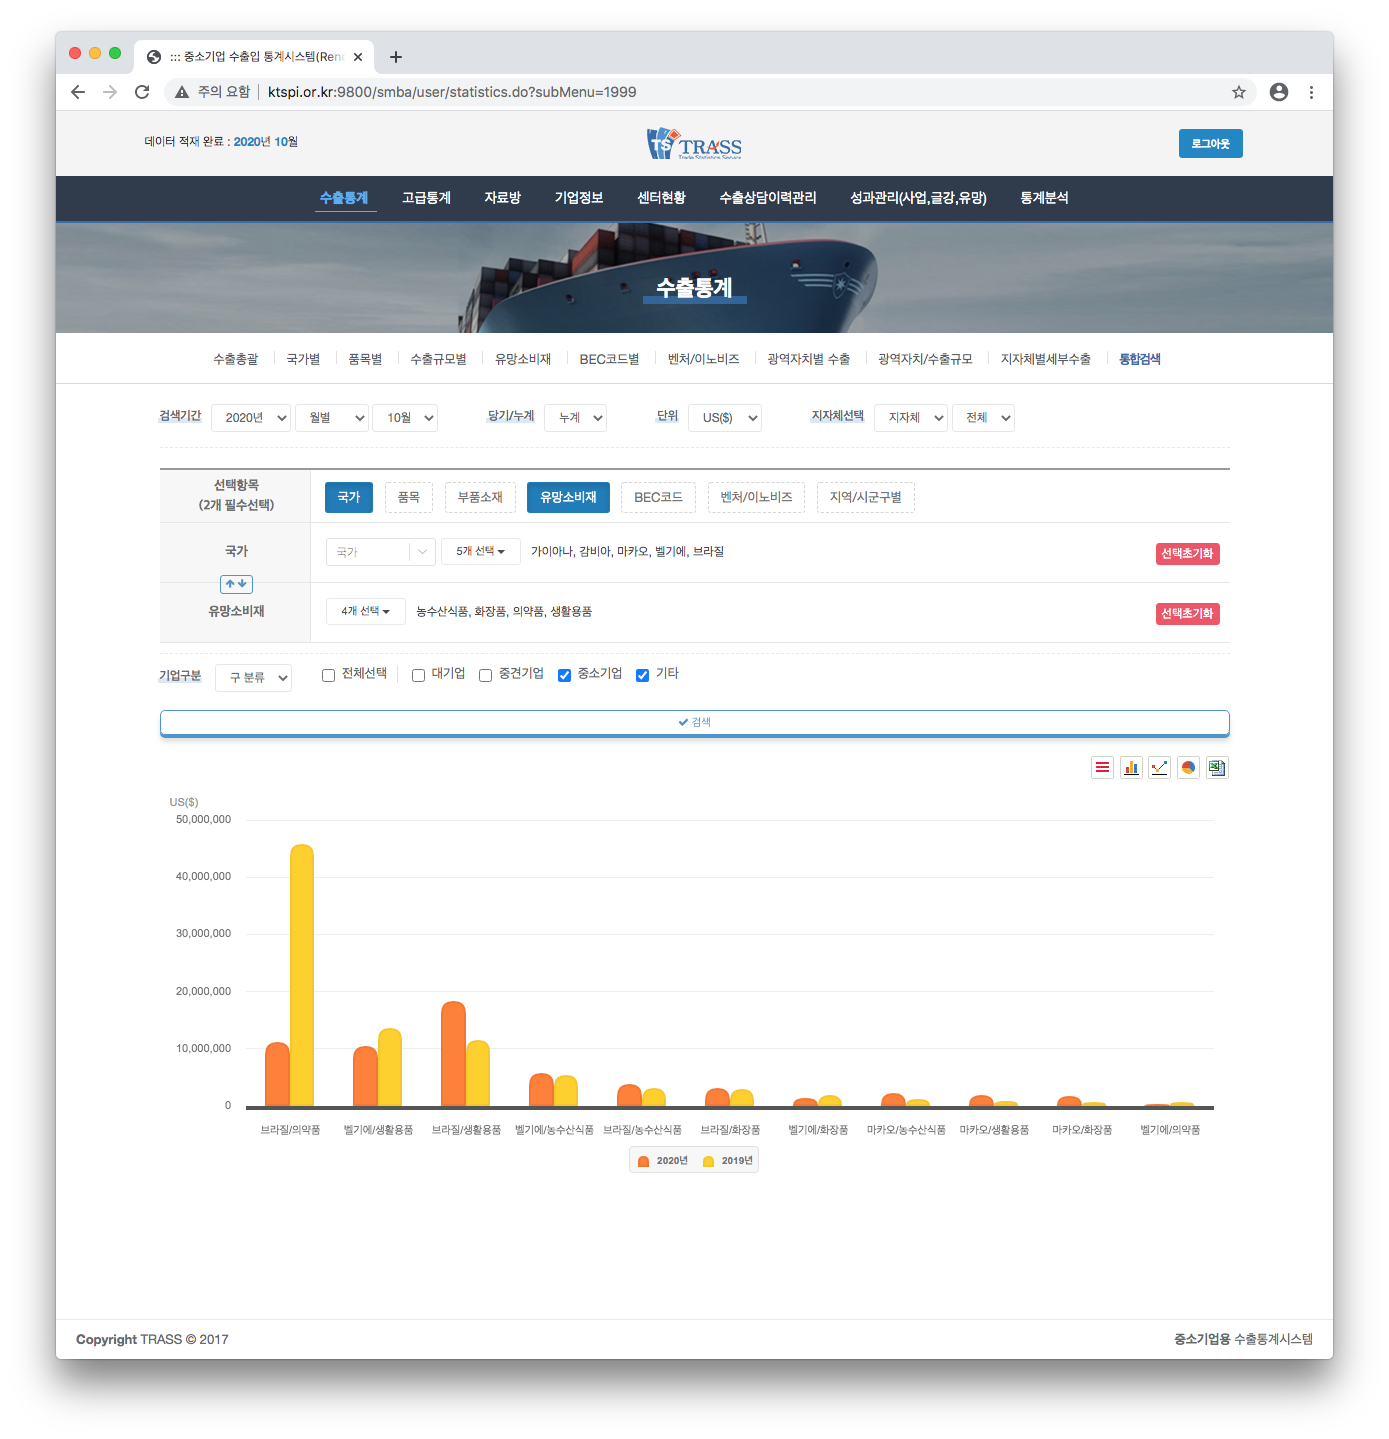 ::: 중소기업 수출입 통계시스템(Ren
주의 요함 ktspi.or.kr:9800/smba/user/statistics.do?subMenu=1999
데이터 적재 완료 : 2020년 10월
TS TRASS
Trade Statistics Service
로그아웃
수출통계 고급통계 자료방 기업정보 센터현황 수출상담이력관리 성과관리(사업,글강,유망) 통계분석
수출통계
수출총괄 국가별 품목별 수출규모별 유망소비재 BEC코드별 벤처/이노비즈 광역자치별 수출 광역자치/수출규모 지자체별세부수출 통합검색
검색기간 2020년 월별 10월 당기/누계 누계 단위 US($) 지자체선택 지자체 전체
선택항목
(2개 필수선택)
국가 품목 부품소재 유망소비재 BEC코드 벤처/이노비즈 지역/시군구별
국가 국가 5개 선택 가이아나, 감비아, 마카오, 벨기에, 브라질 선택초기화
유망소비재 4개 선택 농수산식품, 화장품, 의약품, 생활용품 선택초기화
기업구분 구 분류 전체선택 대기업 중견기업 중소기업 기타
검색
US($)
50,000,000
40,000,000
30,000,000
20,000,000
10,000,000
0
브라질/의약품 벨기에/생활용품 브라질/생활용품 벨기에/농수산식품 브라질/농수산식품 브라질/화장품 벨기에/화장품 마카오/농수산식품 마카오/생활용품 마카오/화장품 벨기에/의약품
2020년 2019년
Copyright TRASS © 2017
중소기업용 수출통계시스템